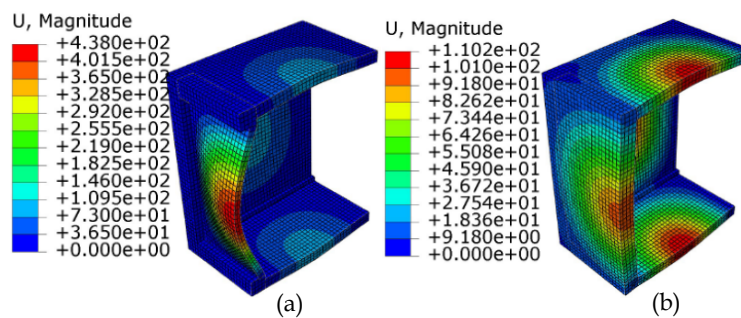 U, Magnitude
+4.380e+02
+4.015e+02
+3.650e+02
+3.285e+02
+2.920e+02
+2.555e+02
+2.190e+02
+1.825e+02
+1.460e+02
+1.095e+02
+7.300e+01
+3.650e+01
+0.000e+00
(a)
U, Magnitude
+1.102e+02
+1.010e+02
+9.180e+01
+8.262e+01
+7.344e+01
+6.426e+01
+5.508e+01
+4.590e+01
+3.672e+01
+2.754e+01
+1.836e+01
+9.180e+00
+0.000e+00
(b)